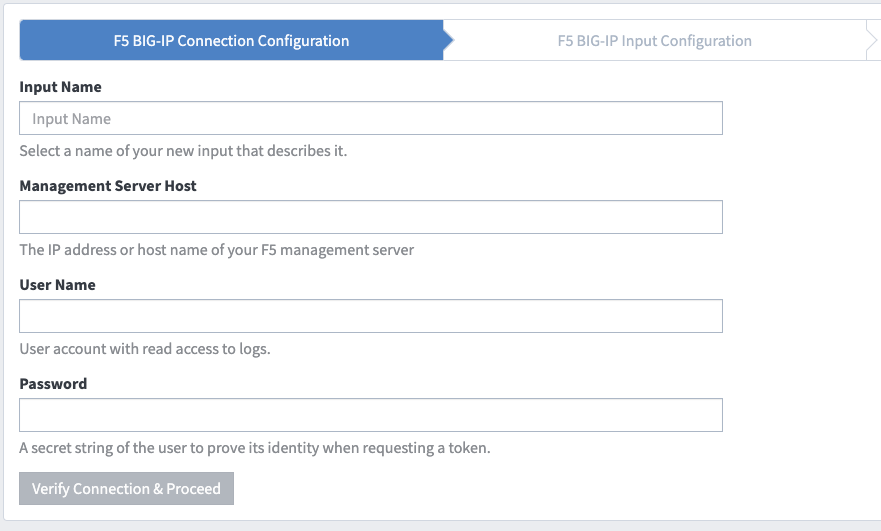 F5 BIG-IP Connection Configuration
F5 BIG-IP Input Configuration
Input Name
Input Name
Select a name of your new input that describes it.
Management Server Host
The IP address or host name of your F5 management server
User Name
User account with read access to logs.
Password
A secret string of the user to prove its identity when requesting a token.
Verify Connection & Proceed